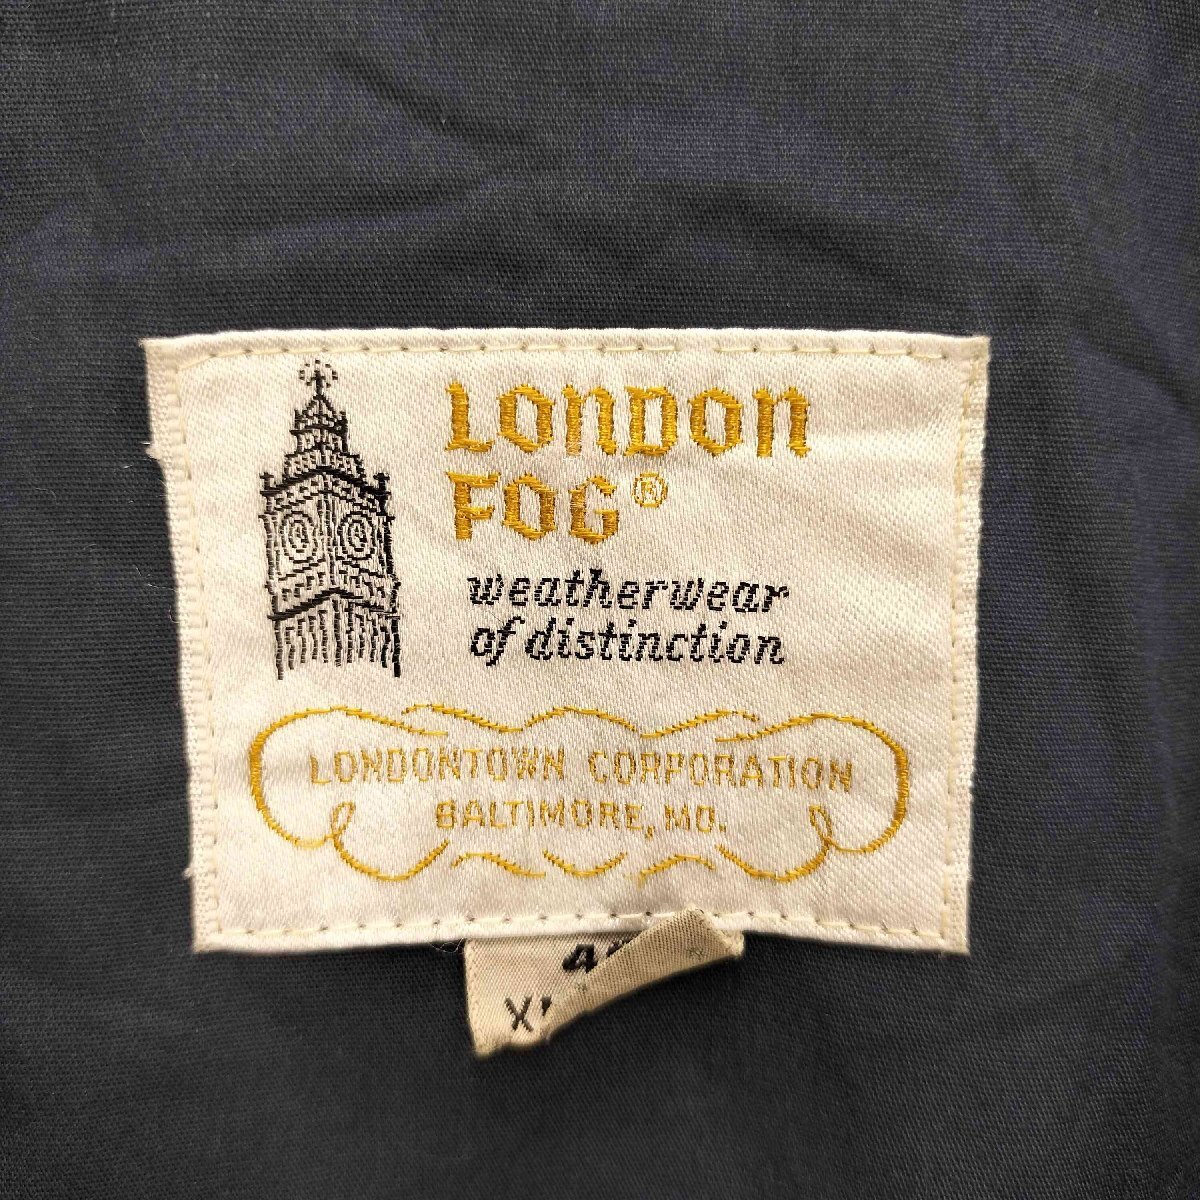 LONDON
FOG®
weatherwear
of distinction
LONDONTOWN CORPORATION
BALTIMORE, MD.